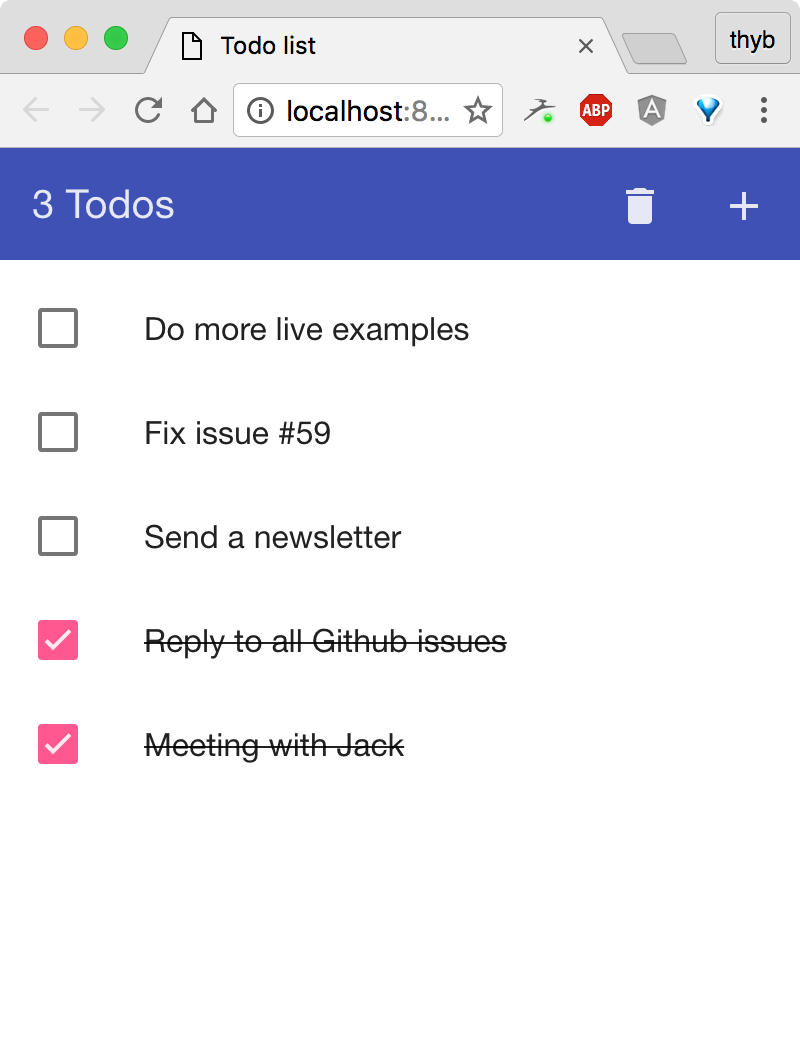 Todo list
thyb
localhost:8...
ABP
A
3 Todos
Do more live examples
Fix issue #59
Send a newsletter
Reply to all Github issues
Meeting with Jack